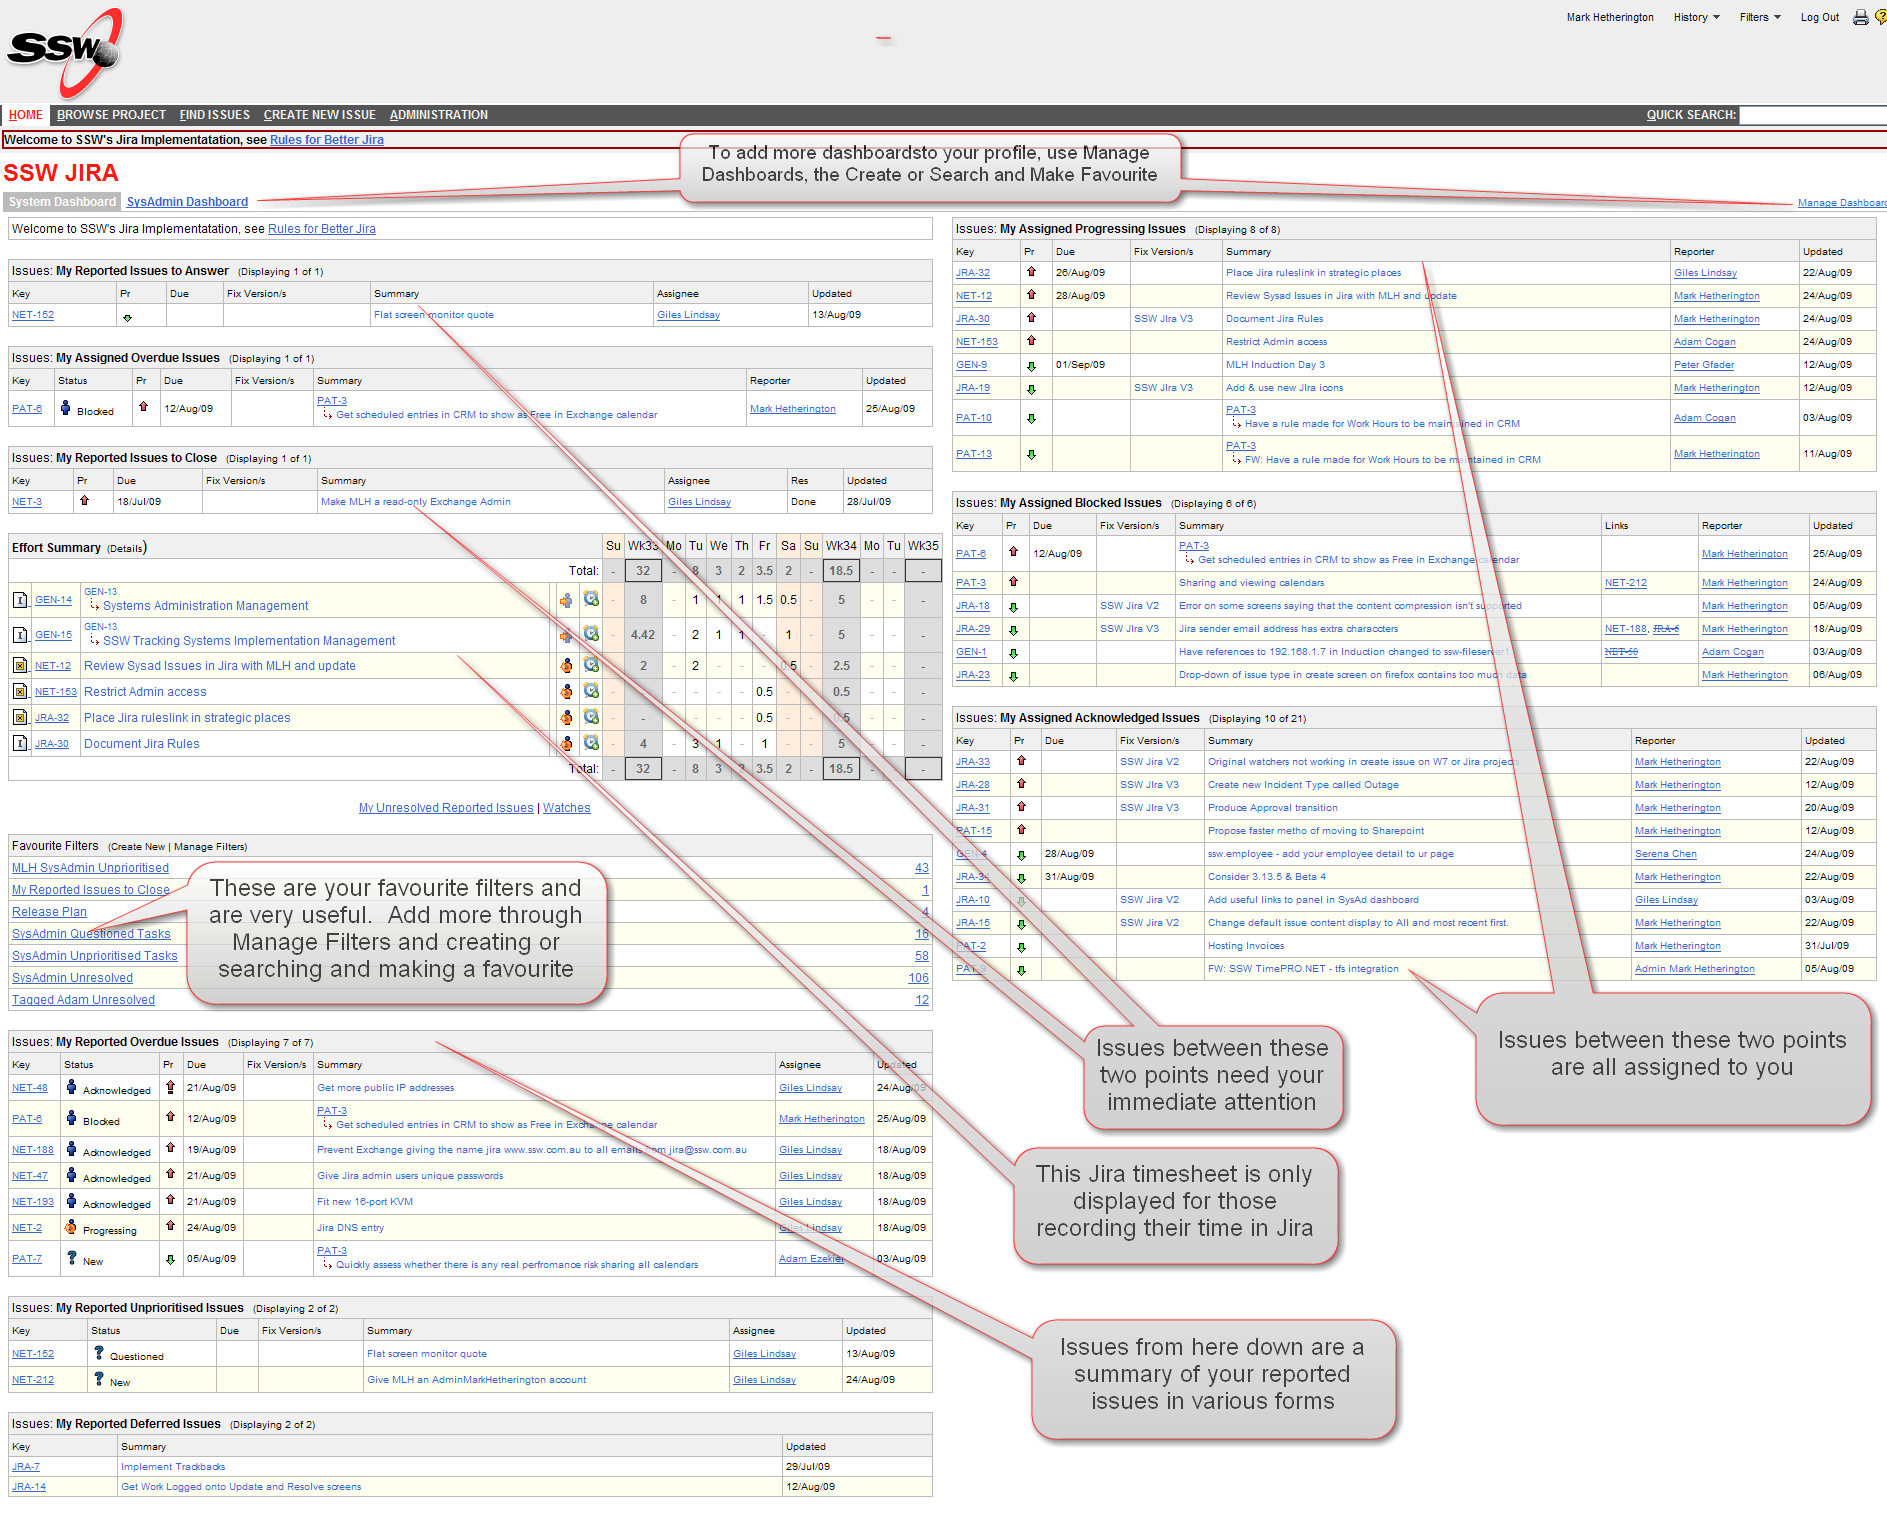 SSW
Mark Hetherington History Filters Log Out
HOME BROWSE PROJECT FIND ISSUES CREATE NEW ISSUE ADMINISTRATION QUICK SEARCH:
Welcome to SSW's Jira Implementatation, see Rules for Better Jira
To add more dashboardsto your profile, use Manage
Dashboards, the Create or Search and Make Favourite
SSW JIRA
System Dashboard SysAdmin Dashboard Manage Dashboard
Welcome to SSW's Jira Implementatation, see Rules for Better Jira
Issues: My Reported Issues to Answer (Displaying 1 of 1)
Key Pr Due Fix Version/s Summary Assignee Updated
NET-152 Flat screen monitor quote Giles Lindsay 13/Aug/09
Issues: My Assigned Overdue Issues (Displaying 1 of 1)
Key Status Pr Due Fix Version/s Summary Reporter Updated
PAT-6 Blocked 12/Aug/09 PAT-3 Mark Hetherington 25/Aug/09
Get scheduled entries in CRM to show as Free in Exchange calendar
Issues: My Reported Issues to Close (Displaying 1 of 1)
Key Pr Due Fix Version/s Summary Assignee Res Updated
NET-3 18/Jul/09 Make MLH a read-only Exchange Admin Giles Lindsay Done 28/Jul/09
Effort Summary (Details) Su Wk33 Mo Tu We Th Fr Sa Su Wk34 Mo Tu Wk35
Total: - 32 - 8 3 2 3.5 2 - 18.5 - - -
GEN-14 GEN-13 - 8 - 1 1 1 1.5 0.5 - 5 - - -
Systems Administration Management
GEN-15 GEN-13 - 4.42 - 2 1 1 - 1 - 5 - - -
SSW Tracking Systems Implementation Management
NET-12 Review Sysad Issues in Jira with MLH and update - 2 - 2 - - - 0.5 - 2.5 - - -
NET-153 Restrict Admin access - - - - - - 0.5 - - 0.5 - - -
JRA-32 Place Jira ruleslink in strategic places - - - - - - 0.5 - - 0.5 - - -
JRA-30 Document Jira Rules - 4 - 3 1 - 1 - - 5 - - -
Total: - 32 - 8 3 2 3.5 2 - 18.5 - - -
My Unresolved Reported Issues | Watches
Favourite Filters (Create New | Manage Filters)
MLH SysAdmin Unprioritised 43
My Reported Issues to Close 1
Release Plan 4
SysAdmin Questioned Tasks 16
SysAdmin Unprioritised Tasks 58
SysAdmin Unresolved 106
Tagged Adam Unresolved 12
These are your favourite filters and
are very useful. Add more through
Manage Filters and creating or
searching and making a favourite
Issues: My Reported Overdue Issues (Displaying 7 of 7)
Key Status Pr Due Fix Version/s Summary Assignee Updated
NET-48 Acknowledged 21/Aug/09 Get more public IP addresses Giles Lindsay 24/Aug/09
PAT-6 Blocked 12/Aug/09 PAT-3 Mark Hetherington 25/Aug/09
Get scheduled entries in CRM to show as Free in Exchange calendar
NET-188 Acknowledged 19/Aug/09 Prevent Exchange giving the name jira www.ssw.com.au to all emails from jira@ssw.com.au Giles Lindsay 18/Aug/09
NET-47 Acknowledged 21/Aug/09 Give Jira admin users unique passwords Giles Lindsay 18/Aug/09
NET-193 Acknowledged 21/Aug/09 Fit new 16-port KVM Giles Lindsay 18/Aug/09
NET-2 Progressing 24/Aug/09 Jira DNS entry Giles Lindsay 18/Aug/09
PAT-7 New 05/Aug/09 PAT-3 Adam Ezekiel 03/Aug/09
Quickly assess whether there is any real perfromance risk sharing all calendars
Issues: My Reported Unprioritised Issues (Displaying 2 of 2)
Key Status Due Fix Version/s Summary Assignee Updated
NET-152 Questioned Flat screen monitor quote Giles Lindsay 13/Aug/09
NET-212 New Give MLH an AdminMarkHetherington account Giles Lindsay 24/Aug/09
Issues: My Reported Deferred Issues (Displaying 2 of 2)
Key Summary Updated
JRA-7 Implement Trackbacks 29/Jul/09
JRA-14 Get Work Logged onto Update and Resolve screens 12/Aug/09
Issues: My Assigned Progressing Issues (Displaying 8 of 8)
Key Pr Due Fix Version/s Summary Reporter Updated
JRA-32 26/Aug/09 Place Jira ruleslink in strategic places Giles Lindsay 22/Aug/09
NET-12 28/Aug/09 Review Sysad Issues in Jira with MLH and update Mark Hetherington 24/Aug/09
JRA-30 SSW JIra V3 Document Jira Rules Mark Hetherington 24/Aug/09
NET-153 Restrict Admin access Adam Cogan 24/Aug/09
GEN-9 01/Sep/09 MLH Induction Day 3 Peter Gfader 12/Aug/09
JRA-19 SSW JIra V3 Add & use new JIra icons Mark Hetherington 12/Aug/09
PAT-10 PAT-3 Adam Cogan 03/Aug/09
Have a rule made for Work Hours to be maintained in CRM
PAT-13 PAT-3 Mark Hetherington 11/Aug/09
FW: Have a rule made for Work Hours to be maintained in CRM
Issues: My Assigned Blocked Issues (Displaying 6 of 6)
Key Pr Due Fix Version/s Summary Links Reporter Updated
PAT-6 12/Aug/09 PAT-3 Mark Hetherington 25/Aug/09
Get scheduled entries in CRM to show as Free in Exchange calendar
PAT-3 Sharing and viewing calendars NET-212 Mark Hetherington 24/Aug/09
JRA-18 SSW Jira V2 Error on some screens saying that the content compression isn't supported Mark Hetherington 05/Aug/09
JRA-29 SSW JIra V3 Jira sender email address has extra characcters NET-188, JRA-6 Mark Hetherington 18/Aug/09
GEN-1 Have references to 192.168.1.7 in Induction changed to ssw-fileserver1 NET-50 Adam Cogan 03/Aug/09
JRA-23 Drop-down of issue type in create screen on firefox contains too much data Mark Hetherington 06/Aug/09
Issues: My Assigned Acknowledged Issues (Displaying 10 of 21)
Key Pr Due Fix Version/s Summary Reporter Updated
JRA-33 SSW Jira V2 Original watchers not working in create issue on W7 or Jira projects Mark Hetherington 22/Aug/09
JRA-28 SSW JIra V3 Create new Incident Type called Outage Mark Hetherington 12/Aug/09
JRA-31 SSW JIra V3 Produce Approval transition Mark Hetherington 20/Aug/09
PAT-15 Propose faster metho of moving to Sharepoint Mark Hetherington 12/Aug/09
GEN-4 28/Aug/09 ssw.employee - add your employee detail to ur page Serena Chen 24/Aug/09
JRA-34 31/Aug/09 Consider 3.13.5 & Beta 4 Mark Hetherington 22/Aug/09
JRA-10 SSW Jira V2 Add useful links to panel in SysAd dashboard Giles Lindsay 03/Aug/09
JRA-15 SSW Jira V2 Change default issue content display to All and most recent first. Mark Hetherington 22/Aug/09
PAT-2 Hosting Invoices Mark Hetherington 31/Jul/09
PAT-9 FW: SSW TimePRO.NET - tfs integration Admin Mark Hetherington 05/Aug/09
Issues between these two points
are all assigned to you
Issues between these
two points need your
immediate attention
This Jira timesheet is only
displayed for those
recording their time in Jira
Issues from here down are a
summary of your reported
issues in various forms